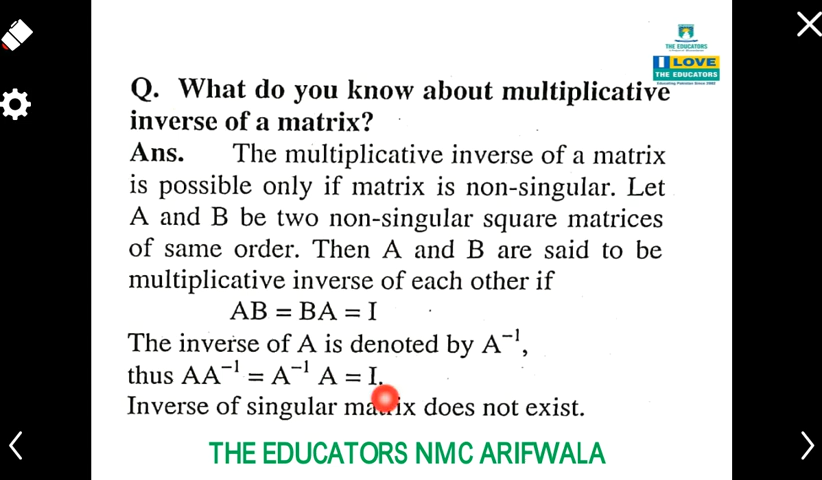 THE EDUCATORS
I LOVE
THE EDUCATORS
Q. What do you know about multiplicative
inverse of a matrix?
Ans. The multiplicative inverse of a matrix
is possible only if matrix is non-singular. Let
A and B be two non-singular square matrices
of same order. Then A and B are said to be
multiplicative inverse of each other if
AB = BA = I
The inverse of A is denoted by A⁻¹,
thus AA⁻¹ = A⁻¹ A = I.
Inverse of singular matrix does not exist.
THE EDUCATORS NMC ARIFWALA